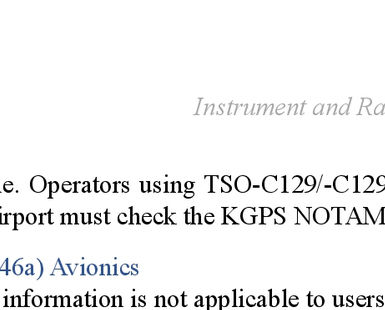 Instrument and Ra
e. Operators using TSO-C129/-C129
irport must check the KGPS NOTAM
46a) Avionics
information is not applicable to users